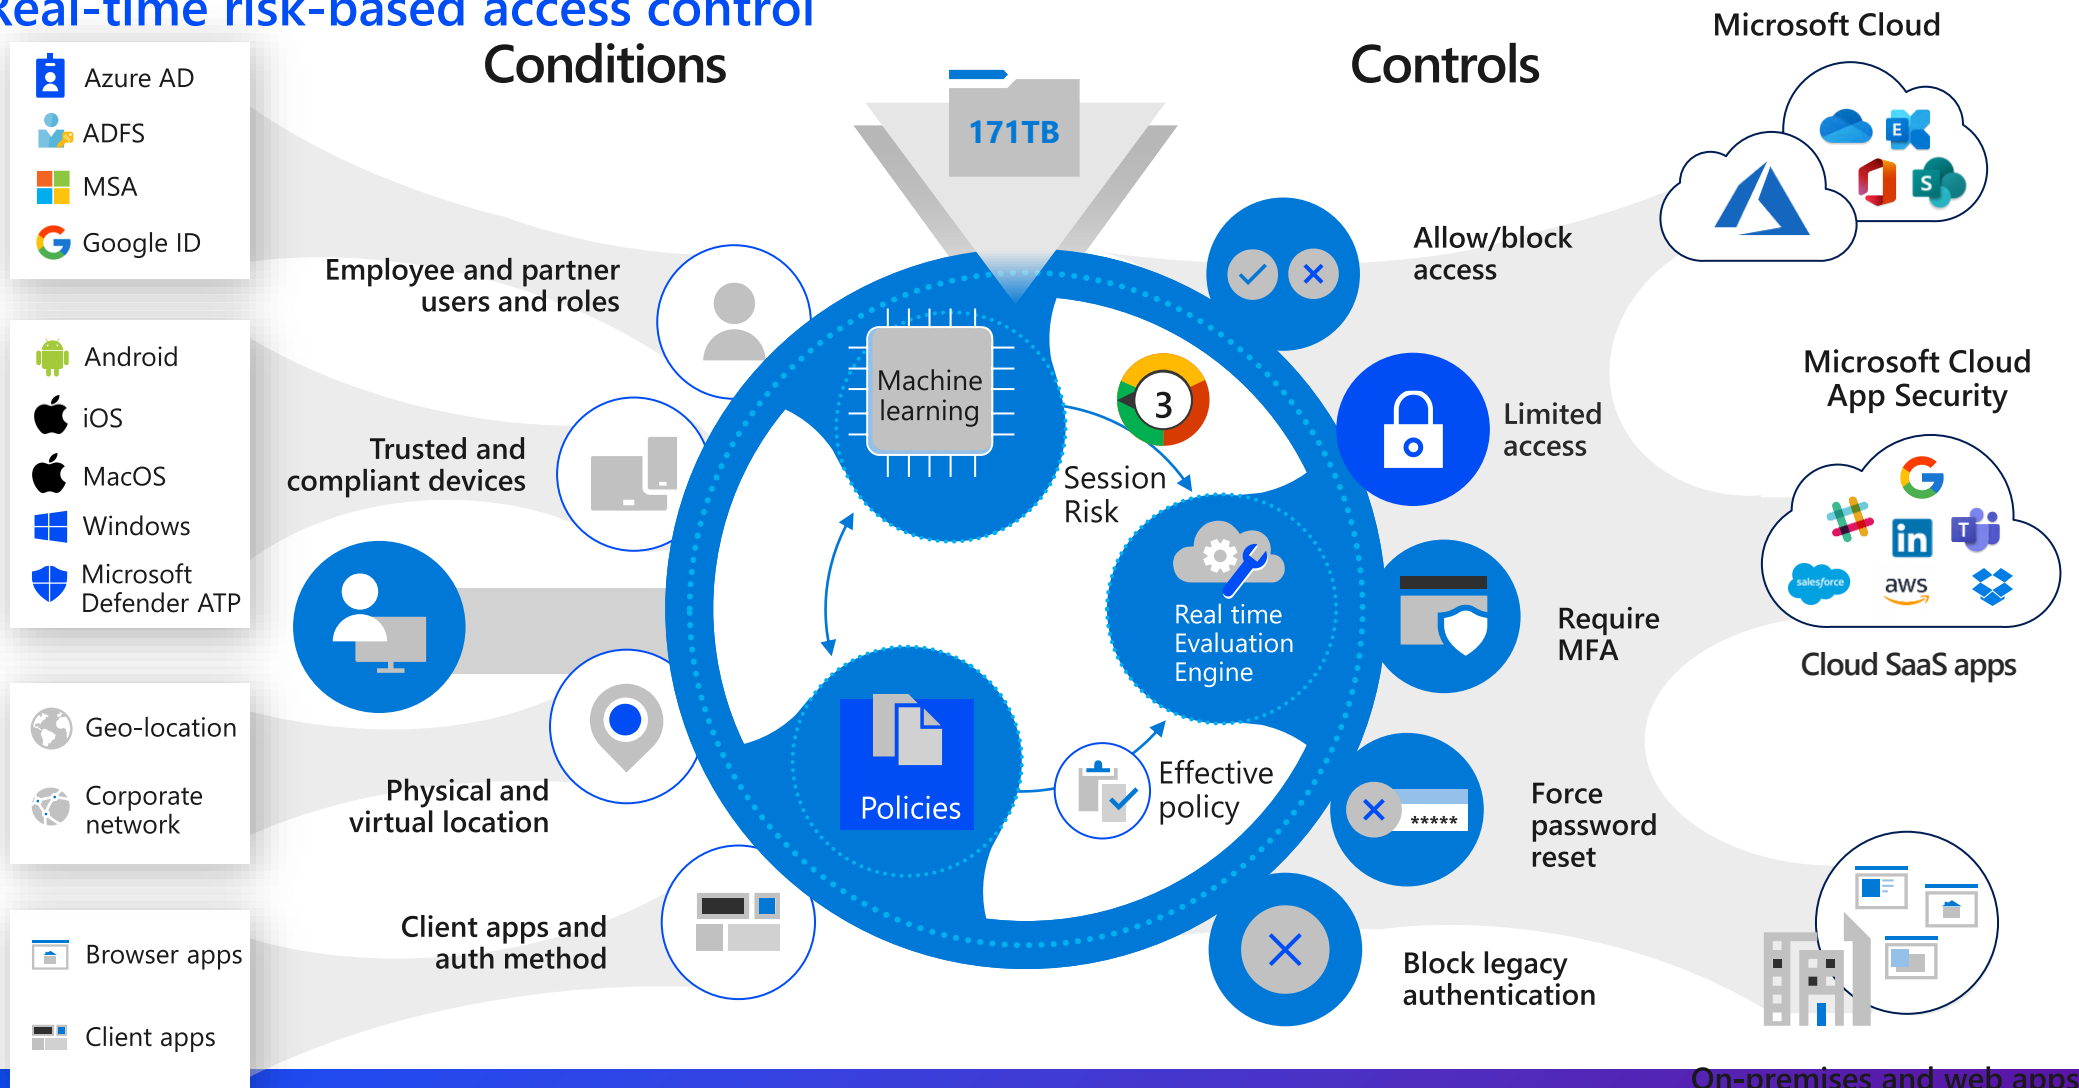 Real-time risk-based access control
Conditions
Controls
Microsoft Cloud
Azure AD
ADFS
MSA
Google ID
Android
iOS
MacOS
Windows
Microsoft
Defender ATP
Geo-location
Corporate
network
Browser apps
Client apps
Employee and partner
users and roles
Trusted and
compliant devices
Physical and
virtual location
Client apps and
auth method
171TB
Machine
learning
3
Session
Risk
Real time
Evaluation
Engine
Policies
Effective
policy
Allow/block
access
Limited
access
Require
MFA
*****
Force
password
reset
Block legacy
authentication
E
S
Microsoft Cloud
App Security
in
T
salesforce
aws
Cloud SaaS apps
On-premises and web apps